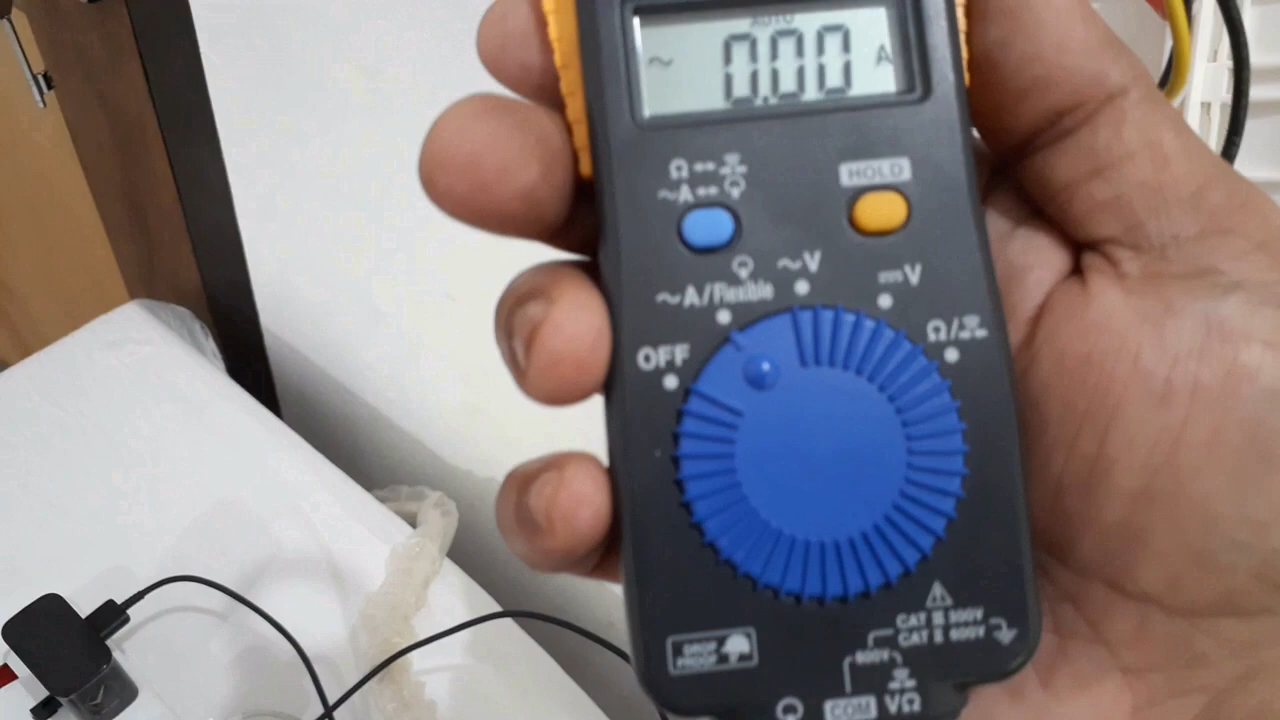 AUTO
~ 0.00 A
Ω↔
HOLD
~A↔
~V
⎓V
~A/Flexible
Ω/
OFF
CAT Ⅲ 300V
CAT Ⅱ 600V
DROP PROOF
600V
COM VΩ